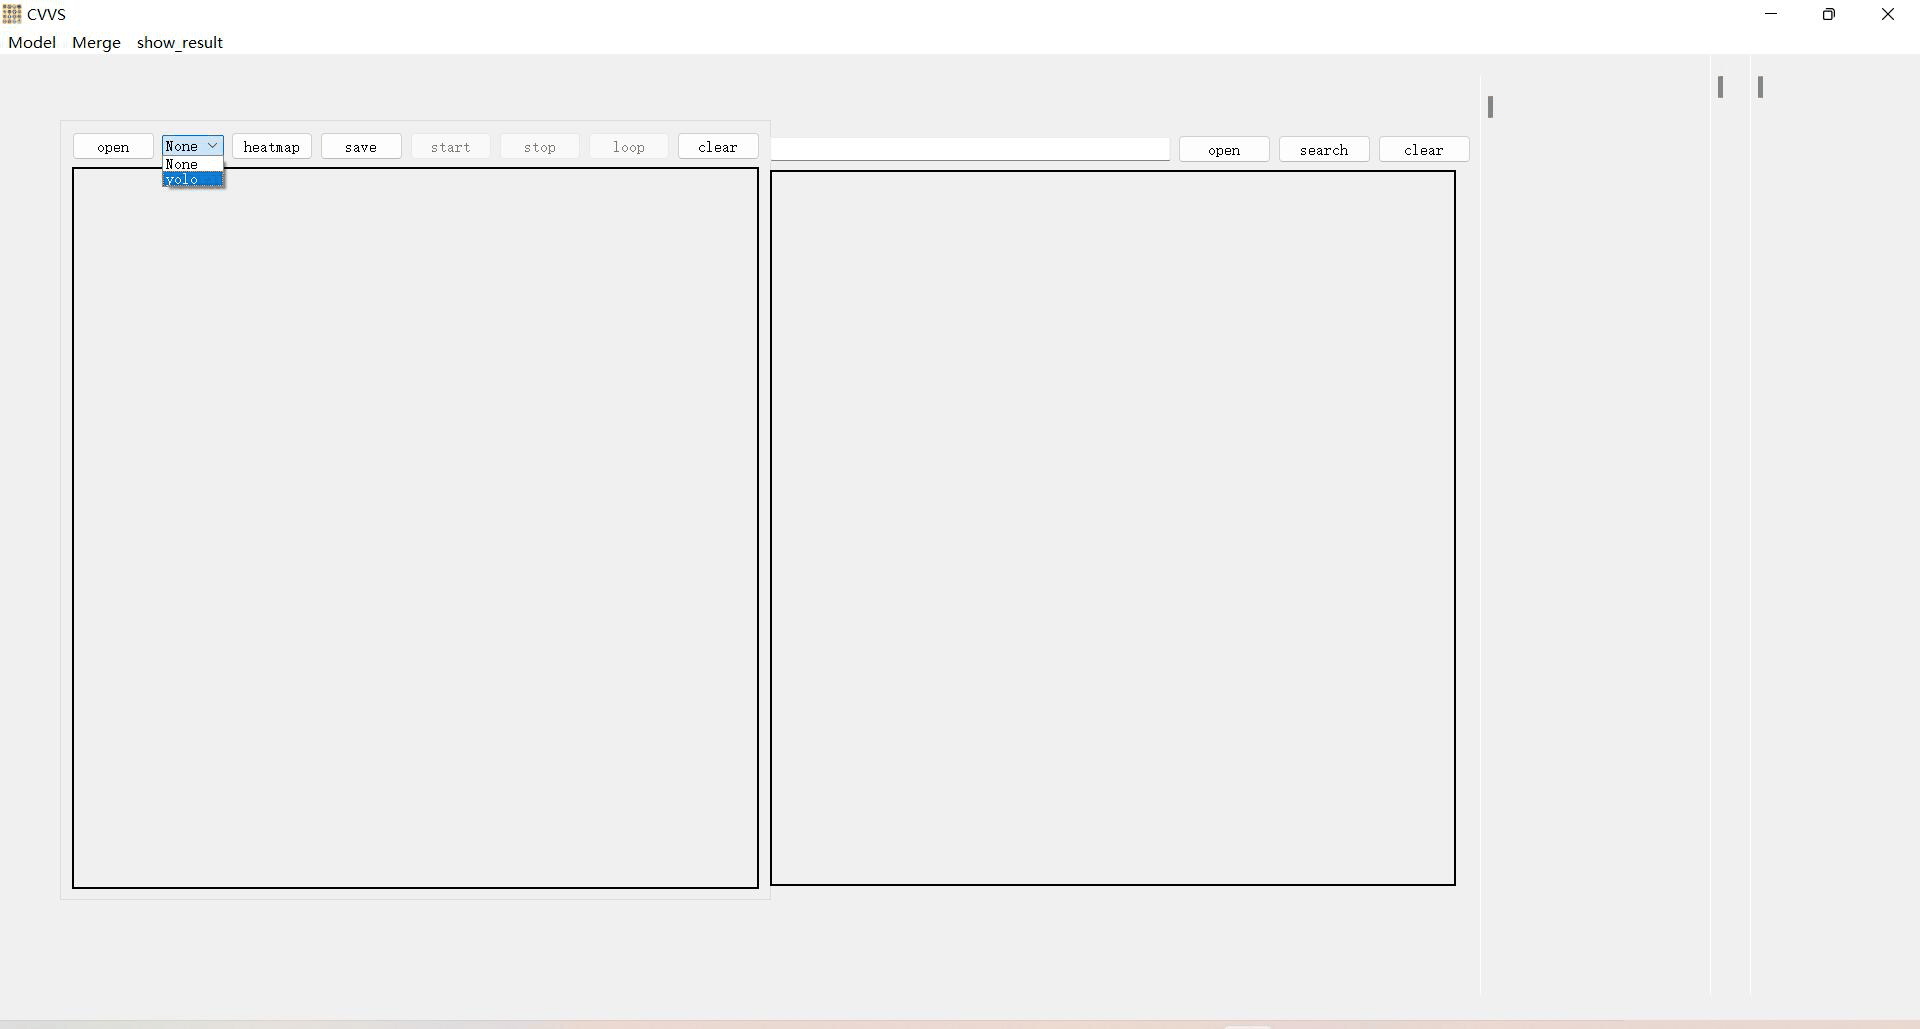 CVVS
Model Merge show_result
open None heatmap save start stop loop clear
open search clear
None
yolo